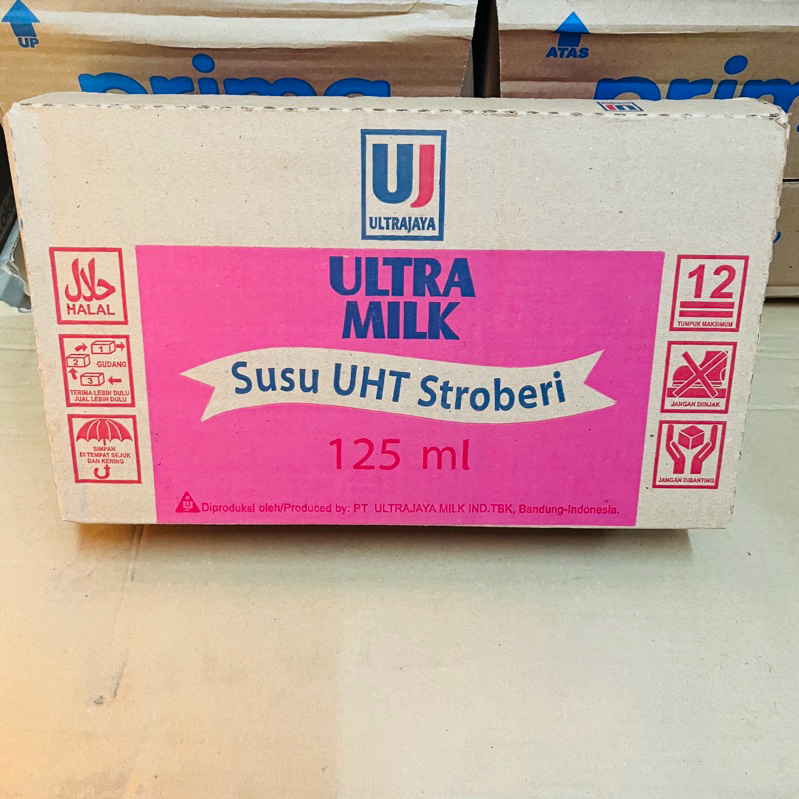 UP
prima
ATAS
prima
UJ
UJ
ULTRAJAYA
ULTRA
MILK
Susu UHT Stroberi
125 ml
Diproduksi oleh/Produced by: PT. ULTRAJAYA MILK IND.TBK, Bandung-Indonesia.
حلال
HALAL
1
2
GUDANG
3
TERIMA LEBIH DULU
JUAL LEBIH DULU
SIMPAN
DI TEMPAT SEJUK
DAN KERING
12
TUMPUK MAKSIMUM
JANGAN DIINJAK
JANGAN DIBANTING